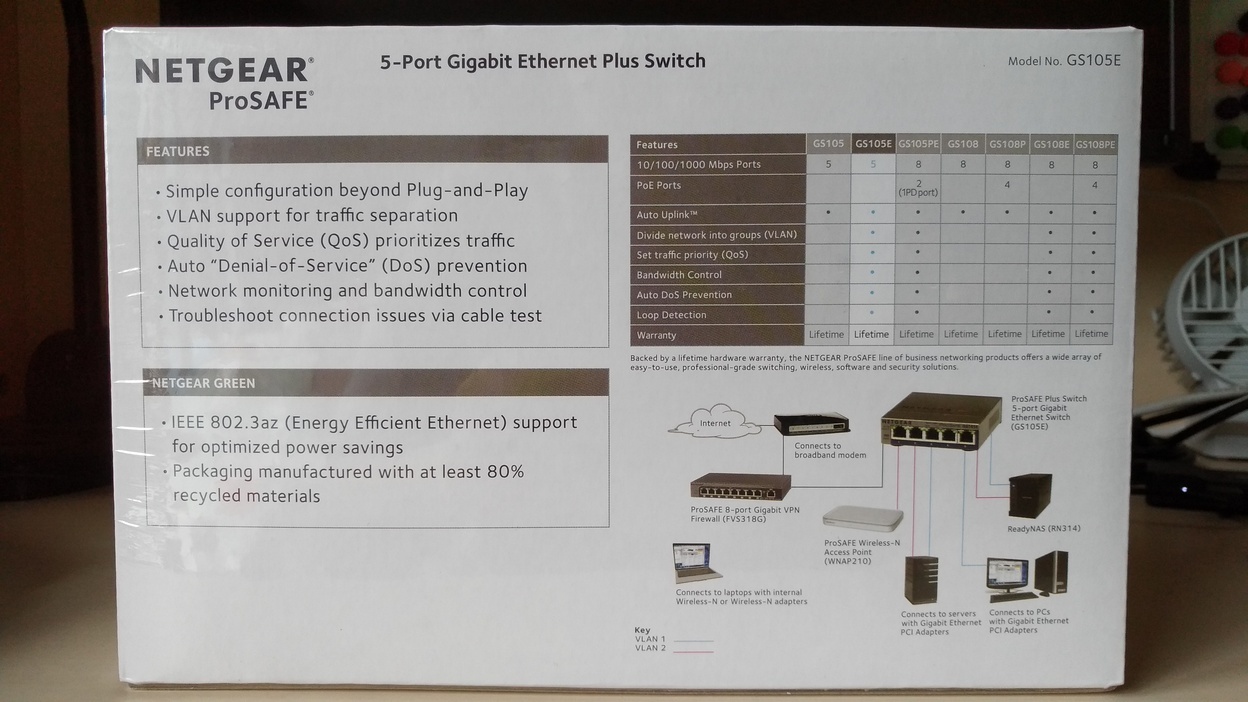 NETGEAR®
ProSAFE®
5-Port Gigabit Ethernet Plus Switch
Model No. GS105E
FEATURES
• Simple configuration beyond Plug-and-Play
• VLAN support for traffic separation
• Quality of Service (QoS) prioritizes traffic
• Auto "Denial-of-Service" (DoS) prevention
• Network monitoring and bandwidth control
• Troubleshoot connection issues via cable test
NETGEAR GREEN
• IEEE 802.3az (Energy Efficient Ethernet) support
for optimized power savings
• Packaging manufactured with at least 80%
recycled materials
Features GS105 GS105E GS105PE GS108 GS108P GS108E GS108PE
10/100/1000 Mbps Ports 5 5 8 8 8 8 8
PoE Ports 2 4 4
(1PD port)
Auto Uplink™ • • • • • • •
Divide network into groups (VLAN) • • • •
Set traffic priority (QoS) • • • •
Bandwidth Control • • • •
Auto DoS Prevention • • • •
Loop Detection • • • •
Warranty Lifetime Lifetime Lifetime Lifetime Lifetime Lifetime Lifetime
Backed by a lifetime hardware warranty, the NETGEAR ProSAFE line of business networking products offers a wide array of
easy-to-use, professional-grade switching, wireless, software and security solutions.
Internet
Connects to
broadband modem
NETGEAR
ProSAFE Plus Switch
5-port Gigabit
Ethernet Switch
(GS105E)
ProSAFE 8-port Gigabit VPN
Firewall (FVS318G)
ProSAFE Wireless-N
Access Point
(WNAP210)
ReadyNAS (RN314)
Connects to laptops with internal
Wireless-N or Wireless-N adapters
Connects to servers
with Gigabit Ethernet
PCI Adapters
Connects to PCs
with Gigabit Ethernet
PCI Adapters
Key
VLAN 1
VLAN 2